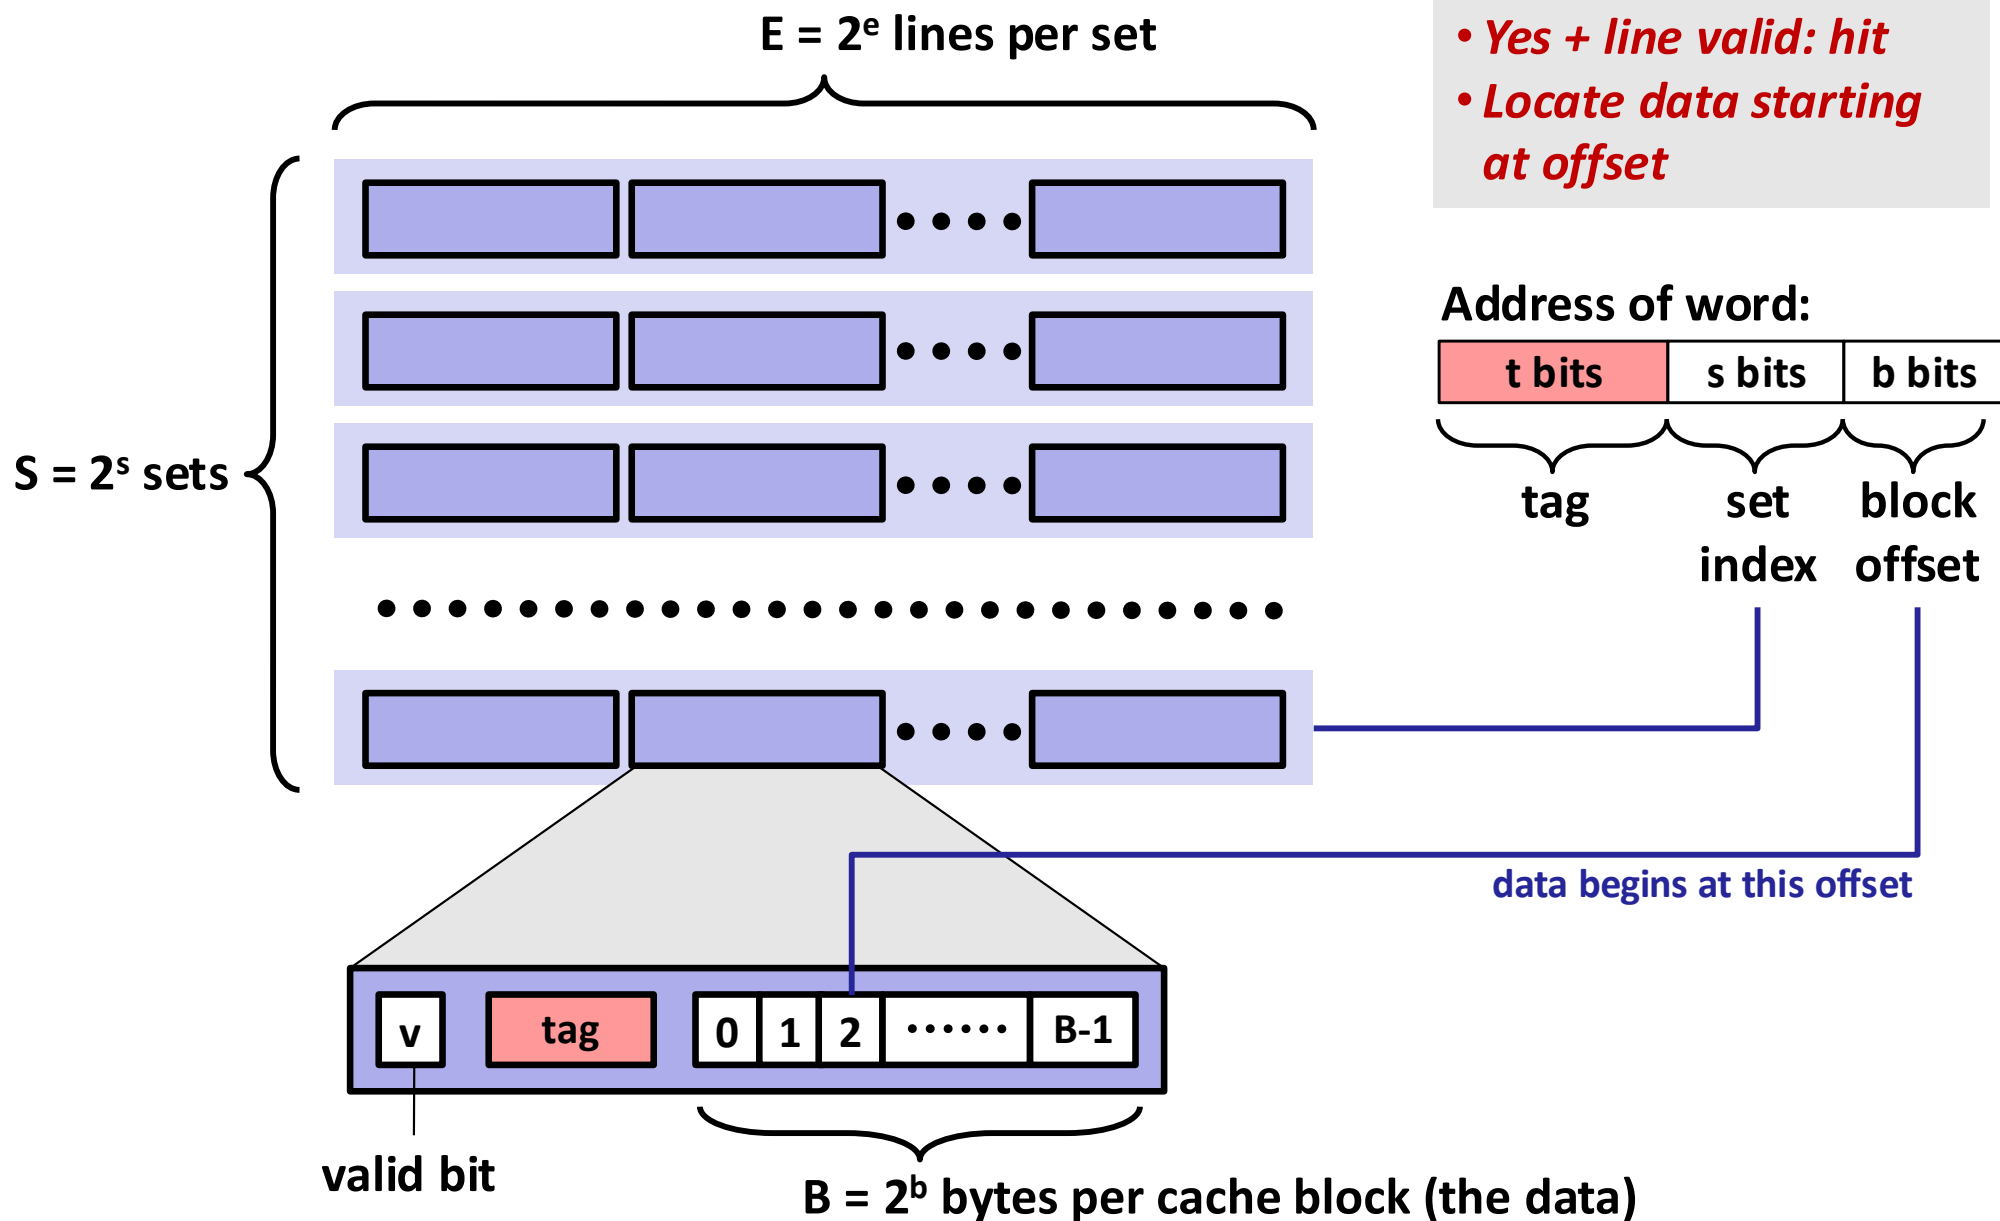 E = 2ᵉ lines per set
• Yes + line valid: hit
• Locate data starting
at offset
Address of word:
t bits s bits b bits
tag set block
index offset
S = 2ˢ sets
data begins at this offset
v tag 0 1 2 •••••• B-1
valid bit
B = 2ᵇ bytes per cache block (the data)